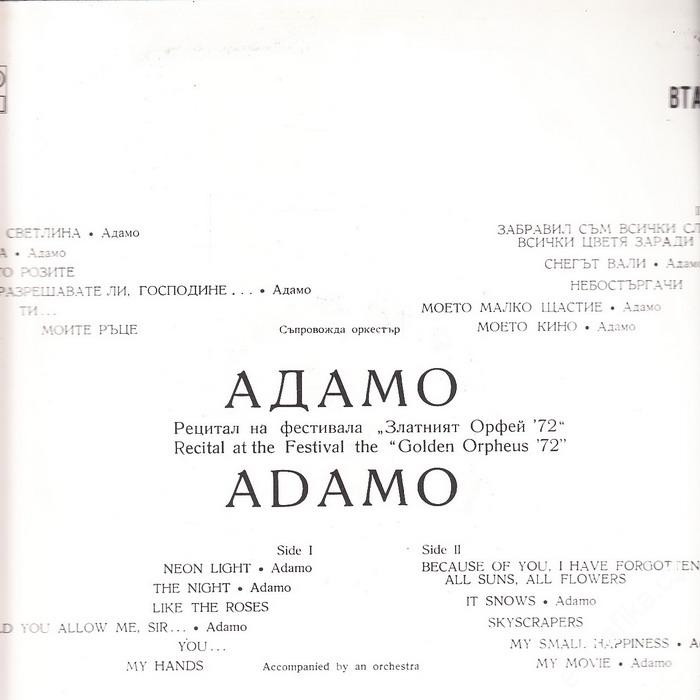 ВТА
СВЕТЛИНА • Адамо
ЗАБРАВИЛ СЪМ ВСИЧКИ СЛ
А • Адамо
ВСИЧКИ ЦВЕТЯ ЗАРАДИ
ТО РОЗИТЕ
СНЕГЪТ ВАЛИ • Адамо
РАЗРЕШАВАТЕ ЛИ, ГОСПОДИНЕ... • Адамо
НЕБОСТЪРГАЧИ
ТИ...
МОЕТО МАЛКО ЩАСТИЕ • Адамо
МОИТЕ РЪЦЕ
Съпровожда оркестър
МОЕТО КИНО • Адамо
АДАМО
Рецитал на фестивала „Златният Орфей '72“
Recital at the Festival the “Golden Orpheus '72”
ADAMO
Side I
NEON LIGHT • Adamo
THE NIGHT • Adamo
LIKE THE ROSES
LD YOU ALLOW ME, SIR... • Adamo
YOU...
MY HANDS
Accompanied by an orchestra
Side II
BECAUSE OF YOU, I HAVE FORGOTTEN
ALL SUNS, ALL FLOWERS
IT SNOWS • Adamo
SKYSCRAPERS
MY SMALL HAPPINESS • A
MY MOVIE • Adamo